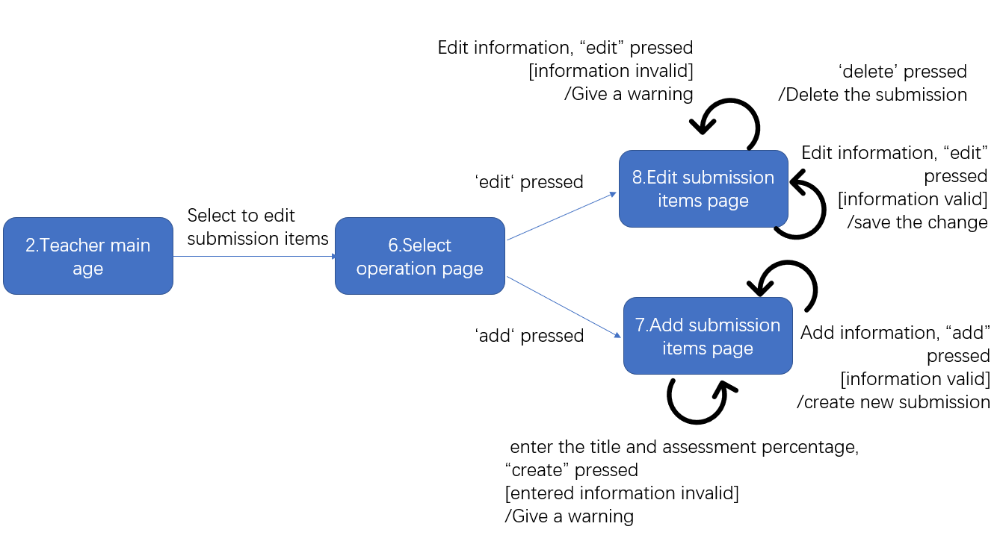 Edit information, “edit” pressed
[information invalid]
/Give a warning
‘delete’ pressed
/Delete the submission
Edit information, “edit”
pressed
[information valid]
/save the change
8.Edit submission
items page
‘edit‘ pressed
Select to edit
submission items
2.Teacher main
age
6.Select
operation page
‘add‘ pressed
7.Add submission
items page
Add information, “add”
pressed
[information valid]
/create new submission
enter the title and assessment percentage,
“create” pressed
[entered information invalid]
/Give a warning